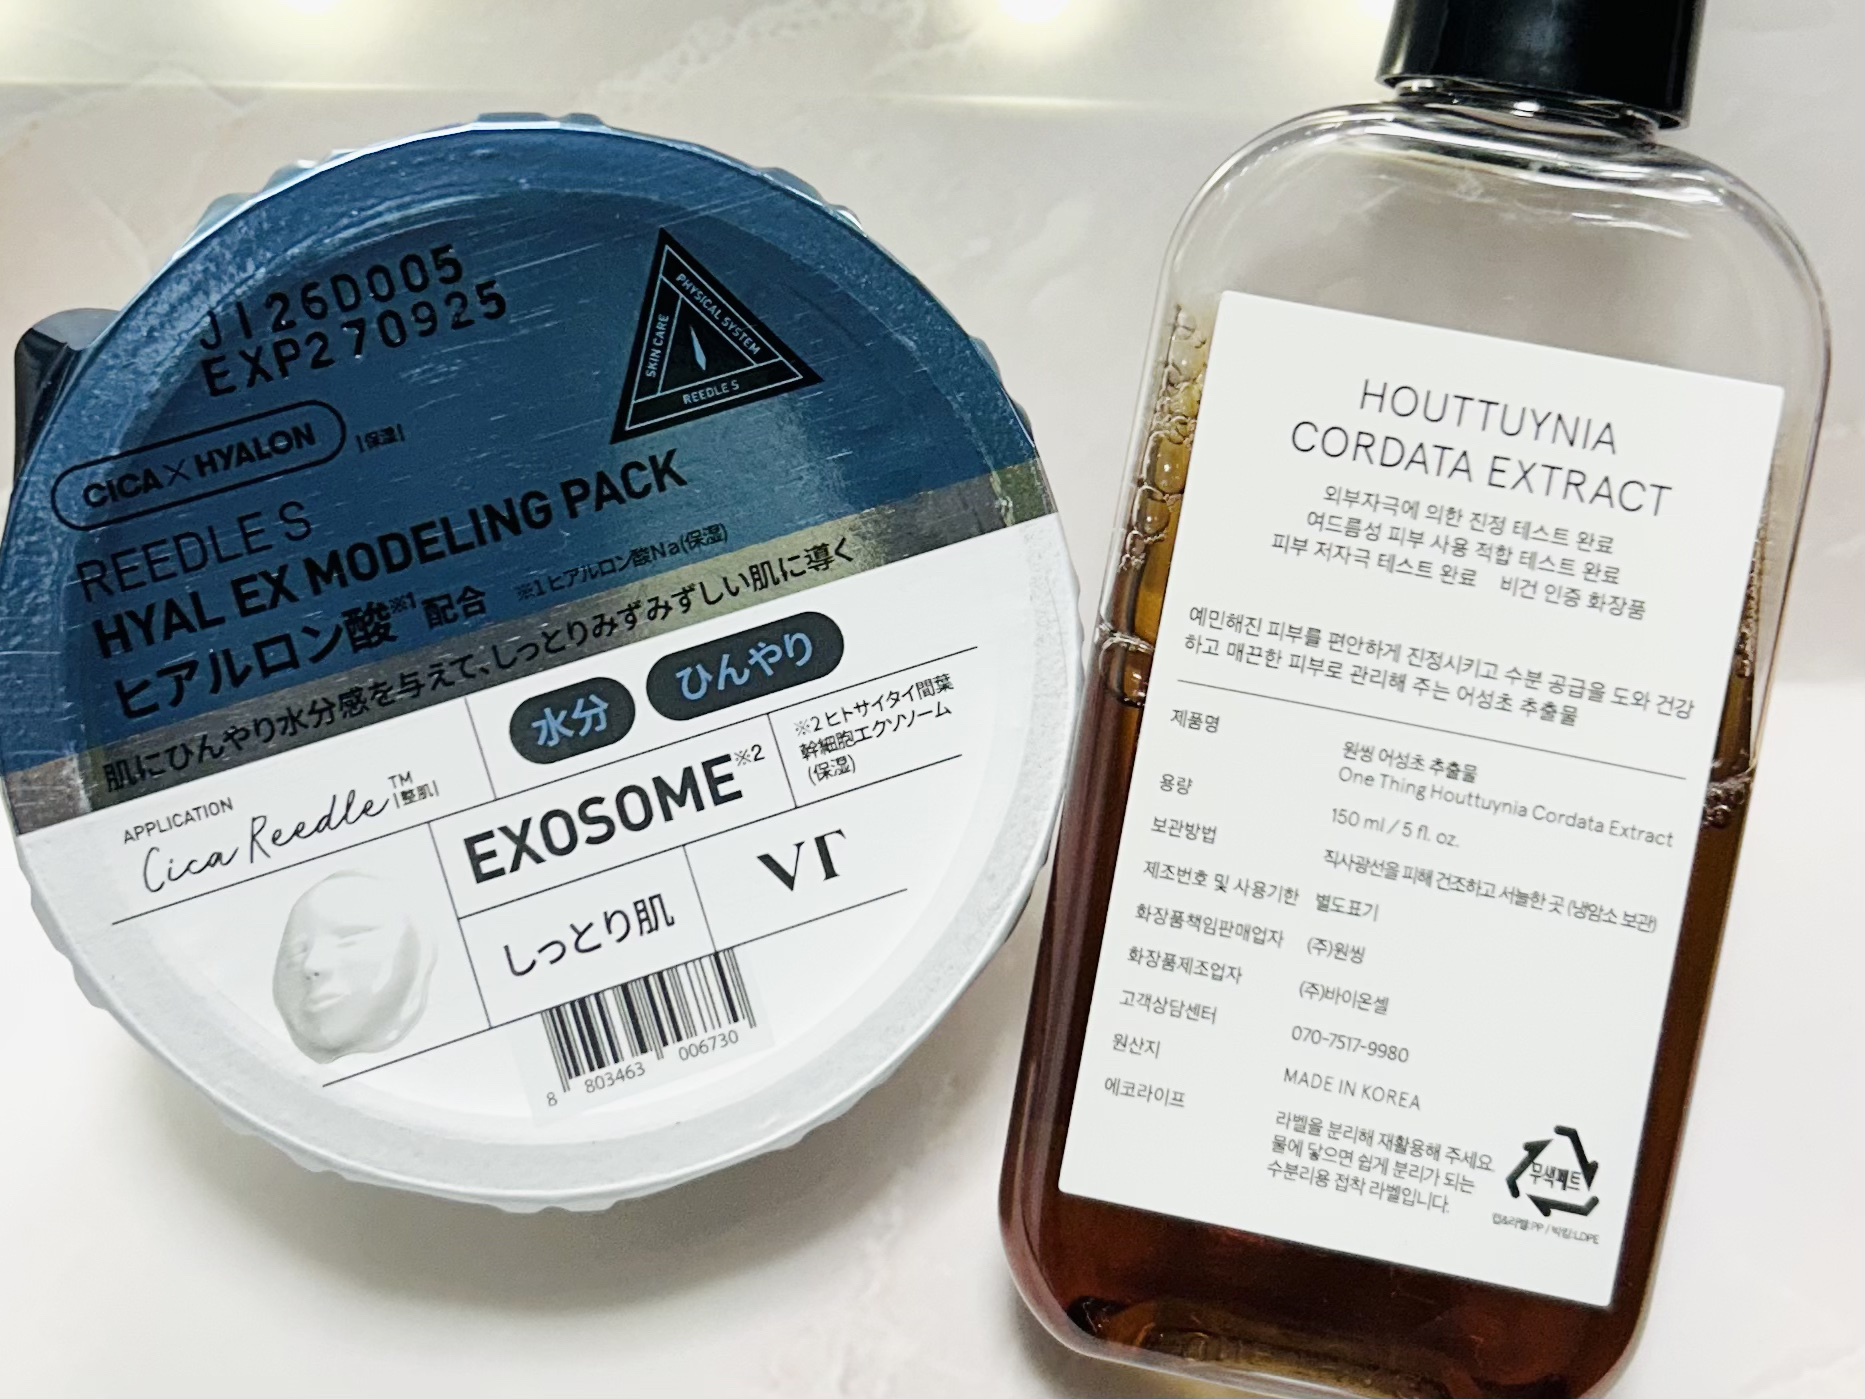 J126D005
EXP270925
PHYSICAL SYSTEM
SKIN CARE
REEDLE S
CICA×HYALON |保湿|
REEDLE S
HYAL EX MODELING PACK
ヒアルロン酸※1 配合 ※1 ヒアルロン酸Na(保湿)
肌にひんやり水分感を与えて、しっとりみずみずしい肌に導く
水分 ひんやり
APPLICATION
Cica Reedle™ |整肌|
EXOSOME※2
※2 ヒトサイタイ間葉
幹細胞エクソソーム
(保湿)
しっとり肌
VT
8 803463 006730
HOUTTUYNIA
CORDATA EXTRACT
외부자극에 의한 진정 테스트 완료
여드름성 피부 사용 적합 테스트 완료
피부 저자극 테스트 완료 비건 인증 화장품
예민해진 피부를 편안하게 진정시키고 수분 공급을 도와 건강
하고 매끈한 피부로 관리해 주는 어성초 추출물
제품명 원씽 어성초 추출물
One Thing Houttuynia Cordata Extract
용량 150 ml / 5 fl. oz.
보관방법 직사광선을 피해 건조하고 서늘한 곳 (냉암소 보관)
제조번호 및 사용기한 별도표기
화장품책임판매업자 (주)원씽
화장품제조업자 (주)바이온셀
고객상담센터 070-7517-9980
원산지 MADE IN KOREA
에코라이프 라벨을 분리해 재활용해 주세요.
물에 닿으면 쉽게 분리가 되는
수분리용 접착 라벨입니다.
무색페트
캡&라벨:PP / 박킹:LDPE